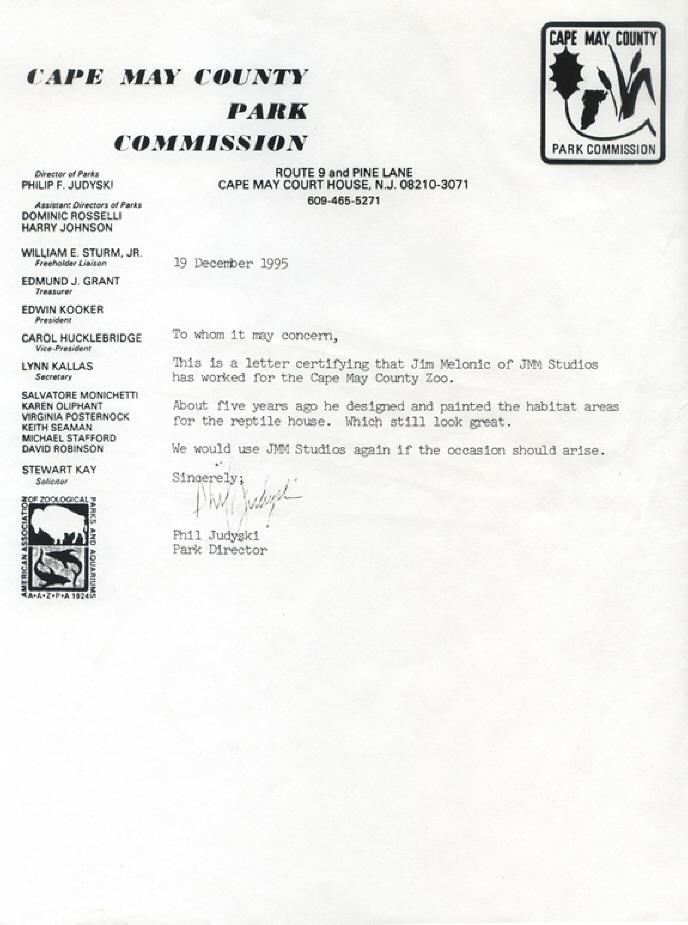 CAPE MAY COUNTY
PARK
COMMISSION
CAPE MAY COUNTY
PARK COMMISSION
ROUTE 9 and PINE LANE
CAPE MAY COURT HOUSE, N.J. 08210-3071
609-465-5271
Director of Parks
PHILIP F. JUDYSKI
Assistant Directors of Parks
DOMINIC ROSSELLI
HARRY JOHNSON
WILLIAM E. STURM, JR.
Freeholder Liaison
EDMUND J. GRANT
Treasurer
EDWIN KOOKER
President
CAROL HUCKLEBRIDGE
Vice-President
LYNN KALLAS
Secretary
SALVATORE MONICHETTI
KAREN OLIPHANT
VIRGINIA POSTERNOCK
KEITH SEAMAN
MICHAEL STAFFORD
DAVID ROBINSON
STEWART KAY
Solicitor
AMERICAN ASSOCIATION OF ZOOLOGICAL PARKS AND AQUARIUMS
A•A•Z•P•A 1924
19 December 1995
To whom it may concern,
This is a letter certifying that Jim Melonic of JMM Studios
has worked for the Cape May County Zoo.
About five years ago he designed and painted the habitat areas
for the reptile house. Which still look great.
We would use JMM Studios again if the occasion should arise.
Sincerely;
Phil Judyski
Phil Judyski
Park Director